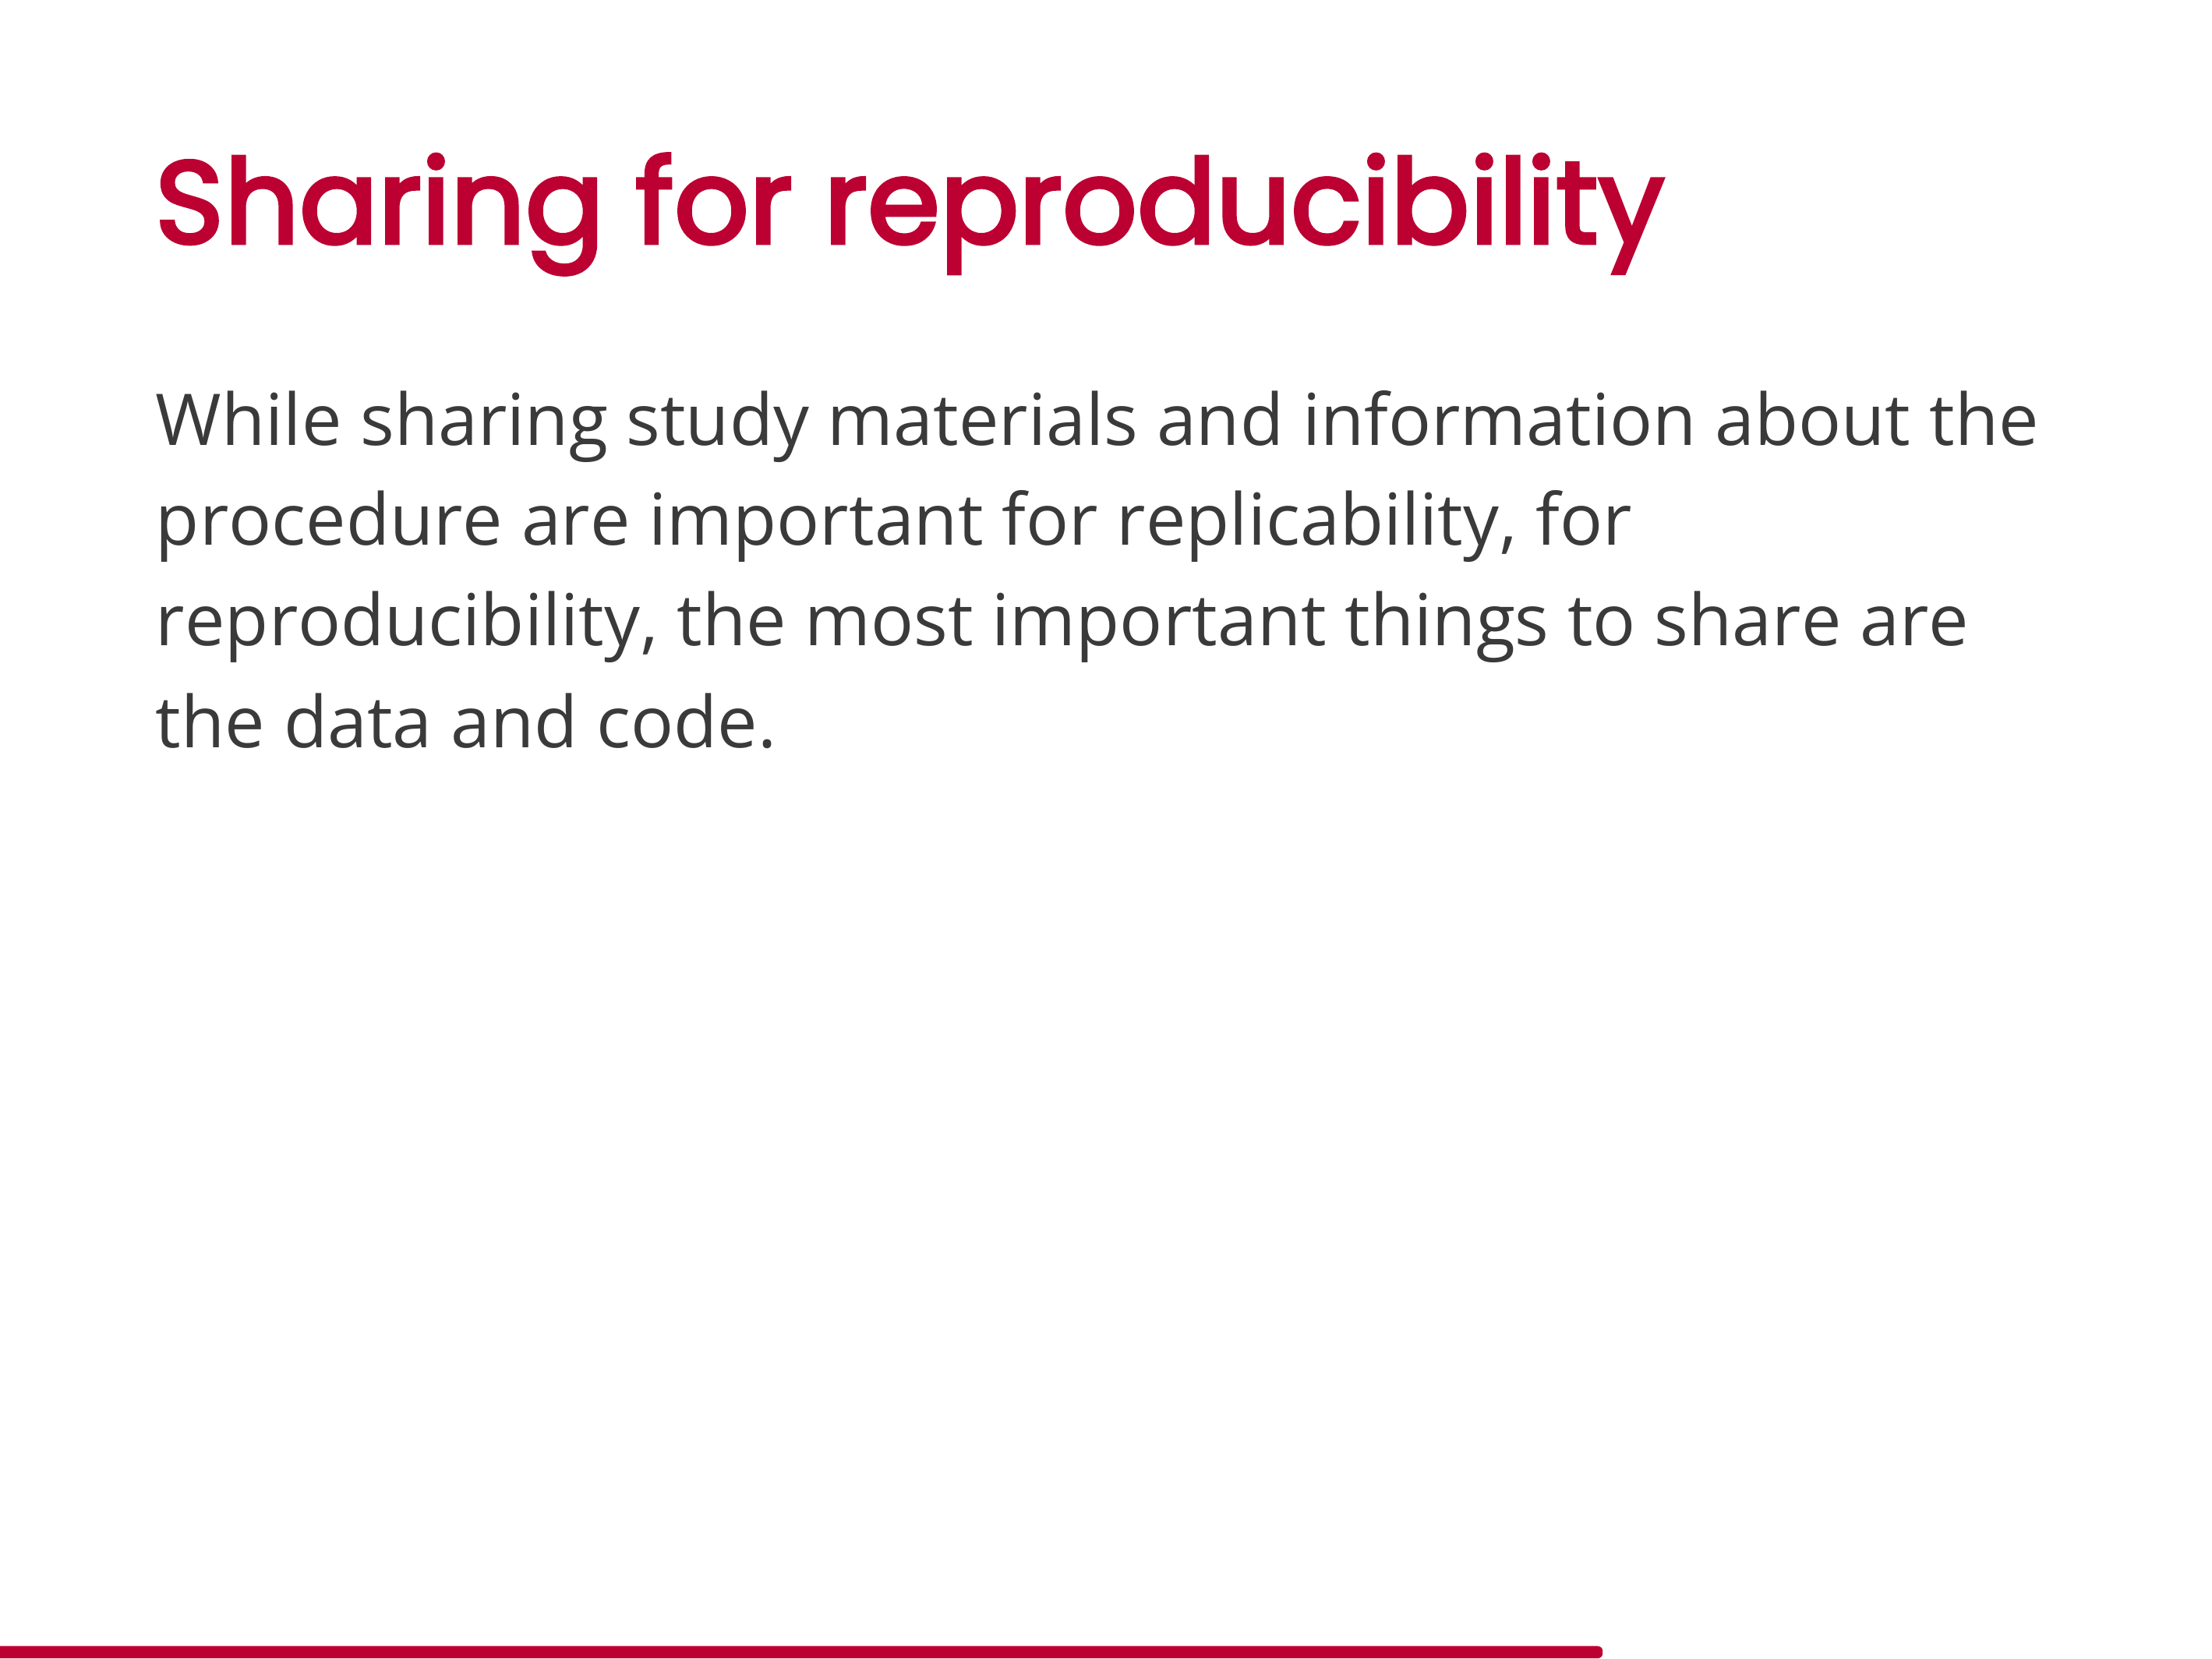 Sharing for reproducibility
While sharing study materials and information about the
procedure are important for replicability, for
reproducibility, the most important things to share are
the data and code.